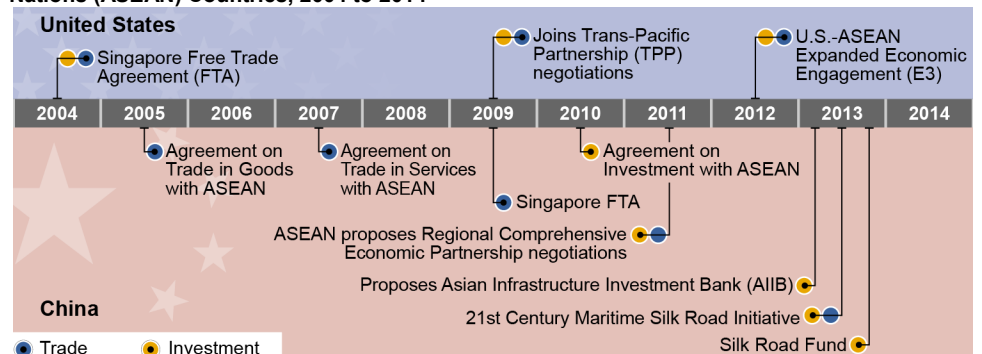 Nations (ASEAN) Countries, 2004 to 2014
United States
Singapore Free Trade
Agreement (FTA)
Joins Trans-Pacific
Partnership (TPP)
negotiations
U.S.-ASEAN
Expanded Economic
Engagement (E3)
2004 2005 2006 2007 2008 2009 2010 2011 2012 2013 2014
Agreement on
Trade in Goods
with ASEAN
Agreement on
Trade in Services
with ASEAN
Agreement on
Investment with ASEAN
Singapore FTA
ASEAN proposes Regional Comprehensive
Economic Partnership negotiations
Proposes Asian Infrastructure Investment Bank (AIIB)
China
21st Century Maritime Silk Road Initiative
Silk Road Fund
Trade
Investment